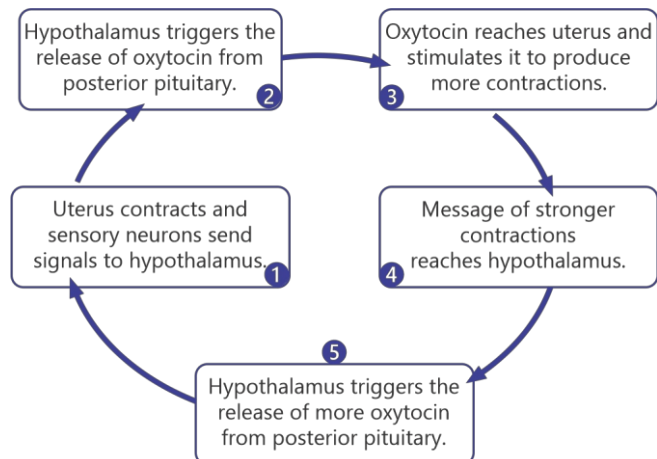 Hypothalamus triggers the
release of oxytocin from
posterior pituitary.
2
Oxytocin reaches uterus and
stimulates it to produce
more contractions.
3
Uterus contracts and
sensory neurons send
signals to hypothalamus.
1
Message of stronger
contractions
reaches hypothalamus.
4
5
Hypothalamus triggers the
release of more oxytocin
from posterior pituitary.